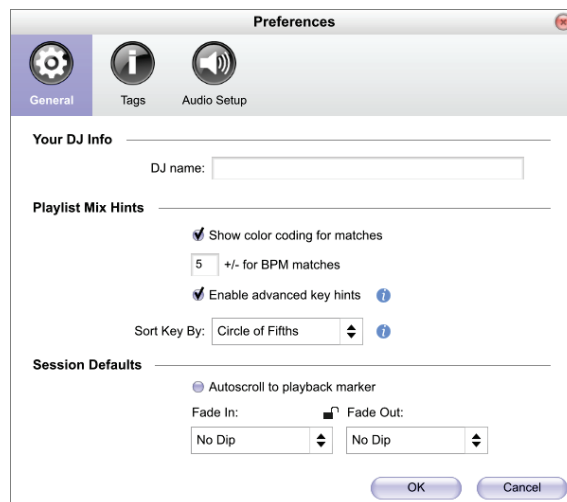 Preferences
General
Tags
Audio Setup
Your DJ Info
DJ name:
Playlist Mix Hints
Show color coding for matches
5 +/- for BPM matches
Enable advanced key hints
Sort Key By: Circle of Fifths
Session Defaults
Autoscroll to playback marker
Fade In: Fade Out:
No Dip No Dip
OK Cancel